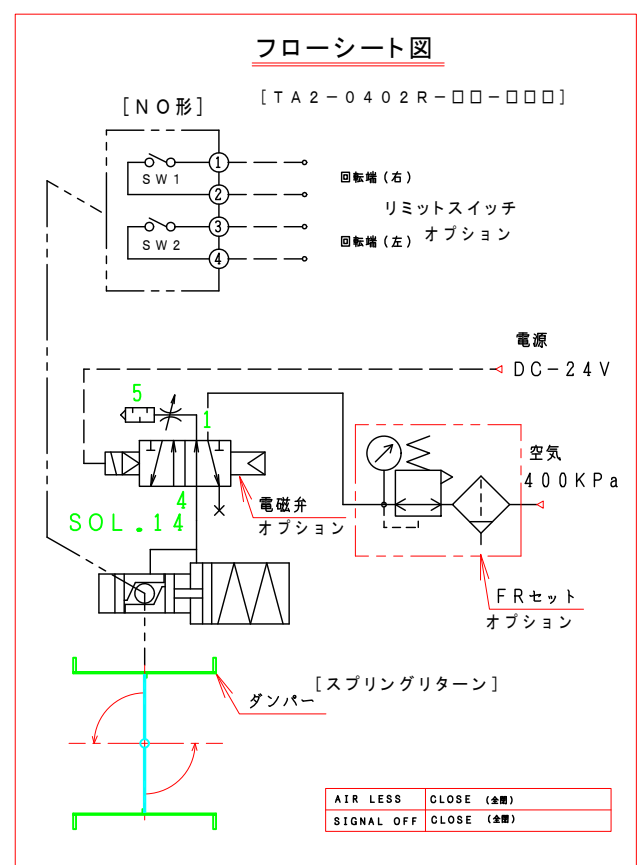 フローシート図
[NO形]
[TA2-0402R-□□-□□□]
1
SW1
2
回転端(右)
リミットスイッチ
3
SW2
4
回転端(左)
オプション
電源
DC-24V
5
1
空気
400KPa
4
電磁弁
オプション
SOL.14
FRセット
オプション
[スプリングリターン]
ダンパー
AIR LESS CLOSE (全閉)
SIGNAL OFF CLOSE (全閉)